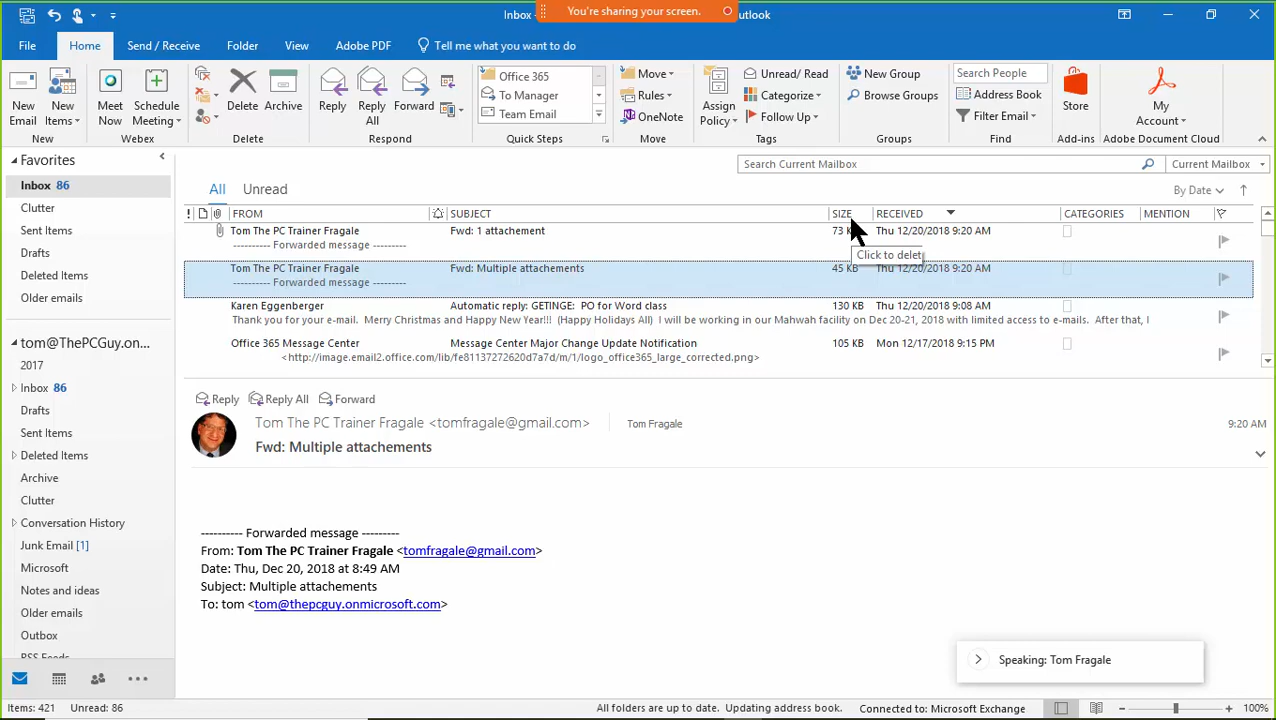 Inbox -
You're sharing your screen.
utlook
File
Home
Send / Receive
Folder
View
Adobe PDF
Tell me what you want to do
New Email
New Items
New
Meet Now
Schedule Meeting
Webex
Delete
Archive
Delete
Reply
Reply All
Forward
Respond
Office 365
To Manager
Team Email
Quick Steps
Move
Rules
OneNote
Move
Assign Policy
Unread/ Read
Categorize
Follow Up
Tags
New Group
Browse Groups
Groups
Search People
Address Book
Filter Email
Find
Store
Add-ins
My Account
Adobe Document Cloud
Favorites
Inbox 86
Clutter
Sent Items
Drafts
Deleted Items
Older emails
tom@ThePCGuy.on...
2017
Inbox 86
Drafts
Sent Items
Deleted Items
Archive
Clutter
Conversation History
Junk Email [1]
Microsoft
Notes and ideas
Older emails
Outbox
RSS Feeds
Search Current Mailbox
Current Mailbox
All Unread
By Date
! FROM SUBJECT SIZE RECEIVED CATEGORIES MENTION
Tom The PC Trainer Fragale Fwd: 1 attachement 73 K Thu 12/20/2018 9:20 AM
---------- Forwarded message ---------
Click to delet
Tom The PC Trainer Fragale Fwd: Multiple attachements 45 KB Thu 12/20/2018 9:20 AM
---------- Forwarded message ---------
Karen Eggenberger Automatic reply: GETINGE: PO for Word class 130 KB Thu 12/20/2018 9:08 AM
Thank you for your e-mail. Merry Christmas and Happy New Year!!! (Happy Holidays All) I will be working in our Mahwah facility on Dec 20-21, 2018 with limited access to e-mails. After that, I
Office 365 Message Center Message Center Major Change Update Notification 105 KB Mon 12/17/2018 9:15 PM
<http://image.email2.office.com/lib/fe81137272620d7a7d/m/1/logo_office365_large_corrected.png>
Reply Reply All Forward
Tom The PC Trainer Fragale <tomfragale@gmail.com> Tom Fragale 9:20 AM
Fwd: Multiple attachements
---------- Forwarded message ---------
From: Tom The PC Trainer Fragale <tomfragale@gmail.com>
Date: Thu, Dec 20, 2018 at 8:49 AM
Subject: Multiple attachements
To: tom <tom@thepcguy.onmicrosoft.com>
Speaking: Tom Fragale
Items: 421 Unread: 86 All folders are up to date. Updating address book. Connected to: Microsoft Exchange 100%